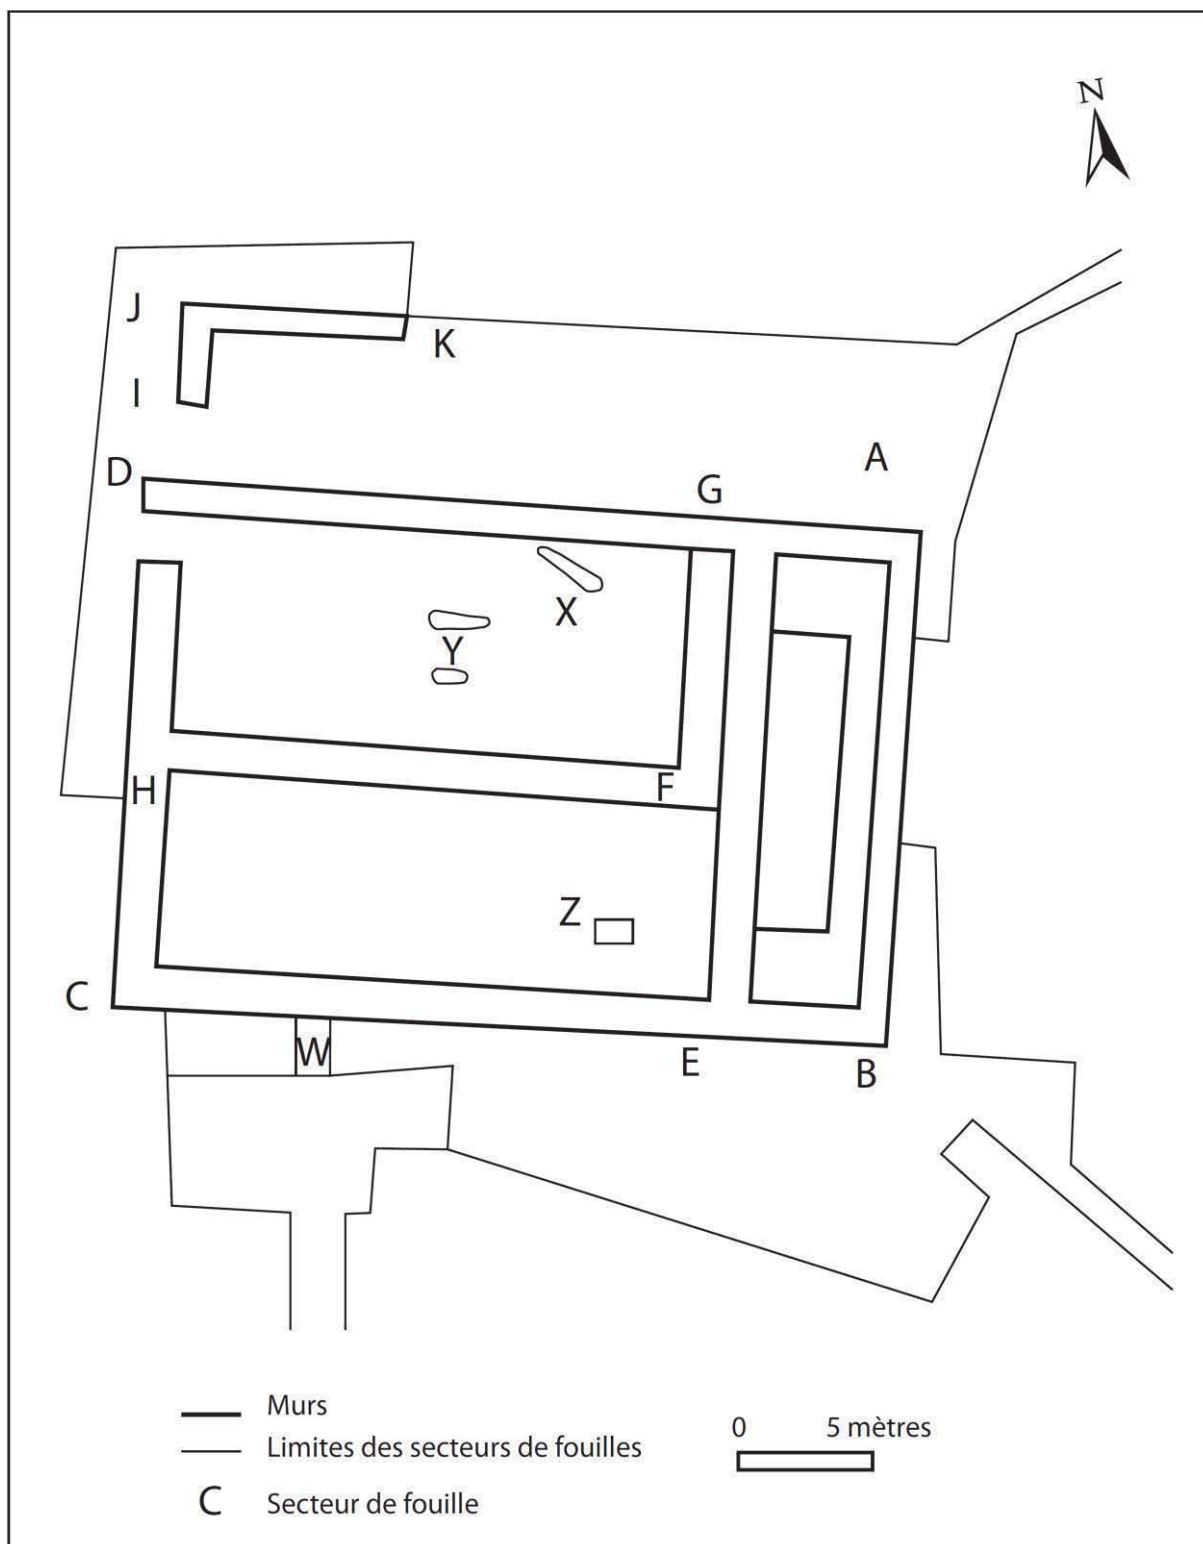 N
J
K
I
A
D
G
X
Y
H
F
Z
C
W
E
B
Murs
0 5 mètres
Limites des secteurs de fouilles
C Secteur de fouille